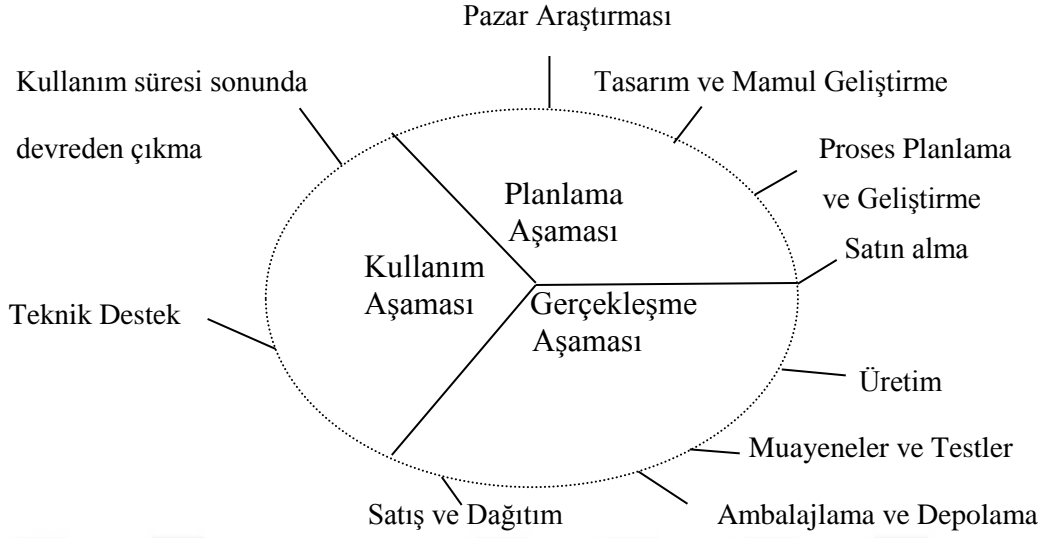 Pazar Araştırması
Kullanım süresi sonunda
devreden çıkma
Tasarım ve Mamul Geliştirme
Proses Planlama
ve Geliştirme
Satın alma
Planlama
Aşaması
Kullanım
Aşaması
Gerçekleşme
Aşaması
Teknik Destek
Üretim
Muayeneler ve Testler
Satış ve Dağıtım
Ambalajlama ve Depolama